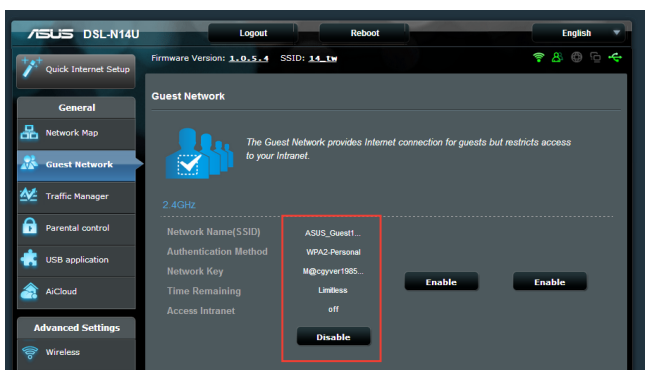 ASUS DSL-N14U Logout Reboot English
Quick Internet Setup
Firmware Version: 1.0.5.4 SSID: 14_tw
General
Network Map
Guest Network
Traffic Manager
Parental control
USB application
AiCloud
Advanced Settings
Wireless
Guest Network
The Guest Network provides Internet connection for guests but restricts access
to your Intranet.
2.4GHz
Network Name(SSID) ASUS_Guest1...
Authentication Method WPA2-Personal
Network Key M@cgyver1985...
Time Remaining Limitless
Access Intranet off
Disable
Enable
Enable